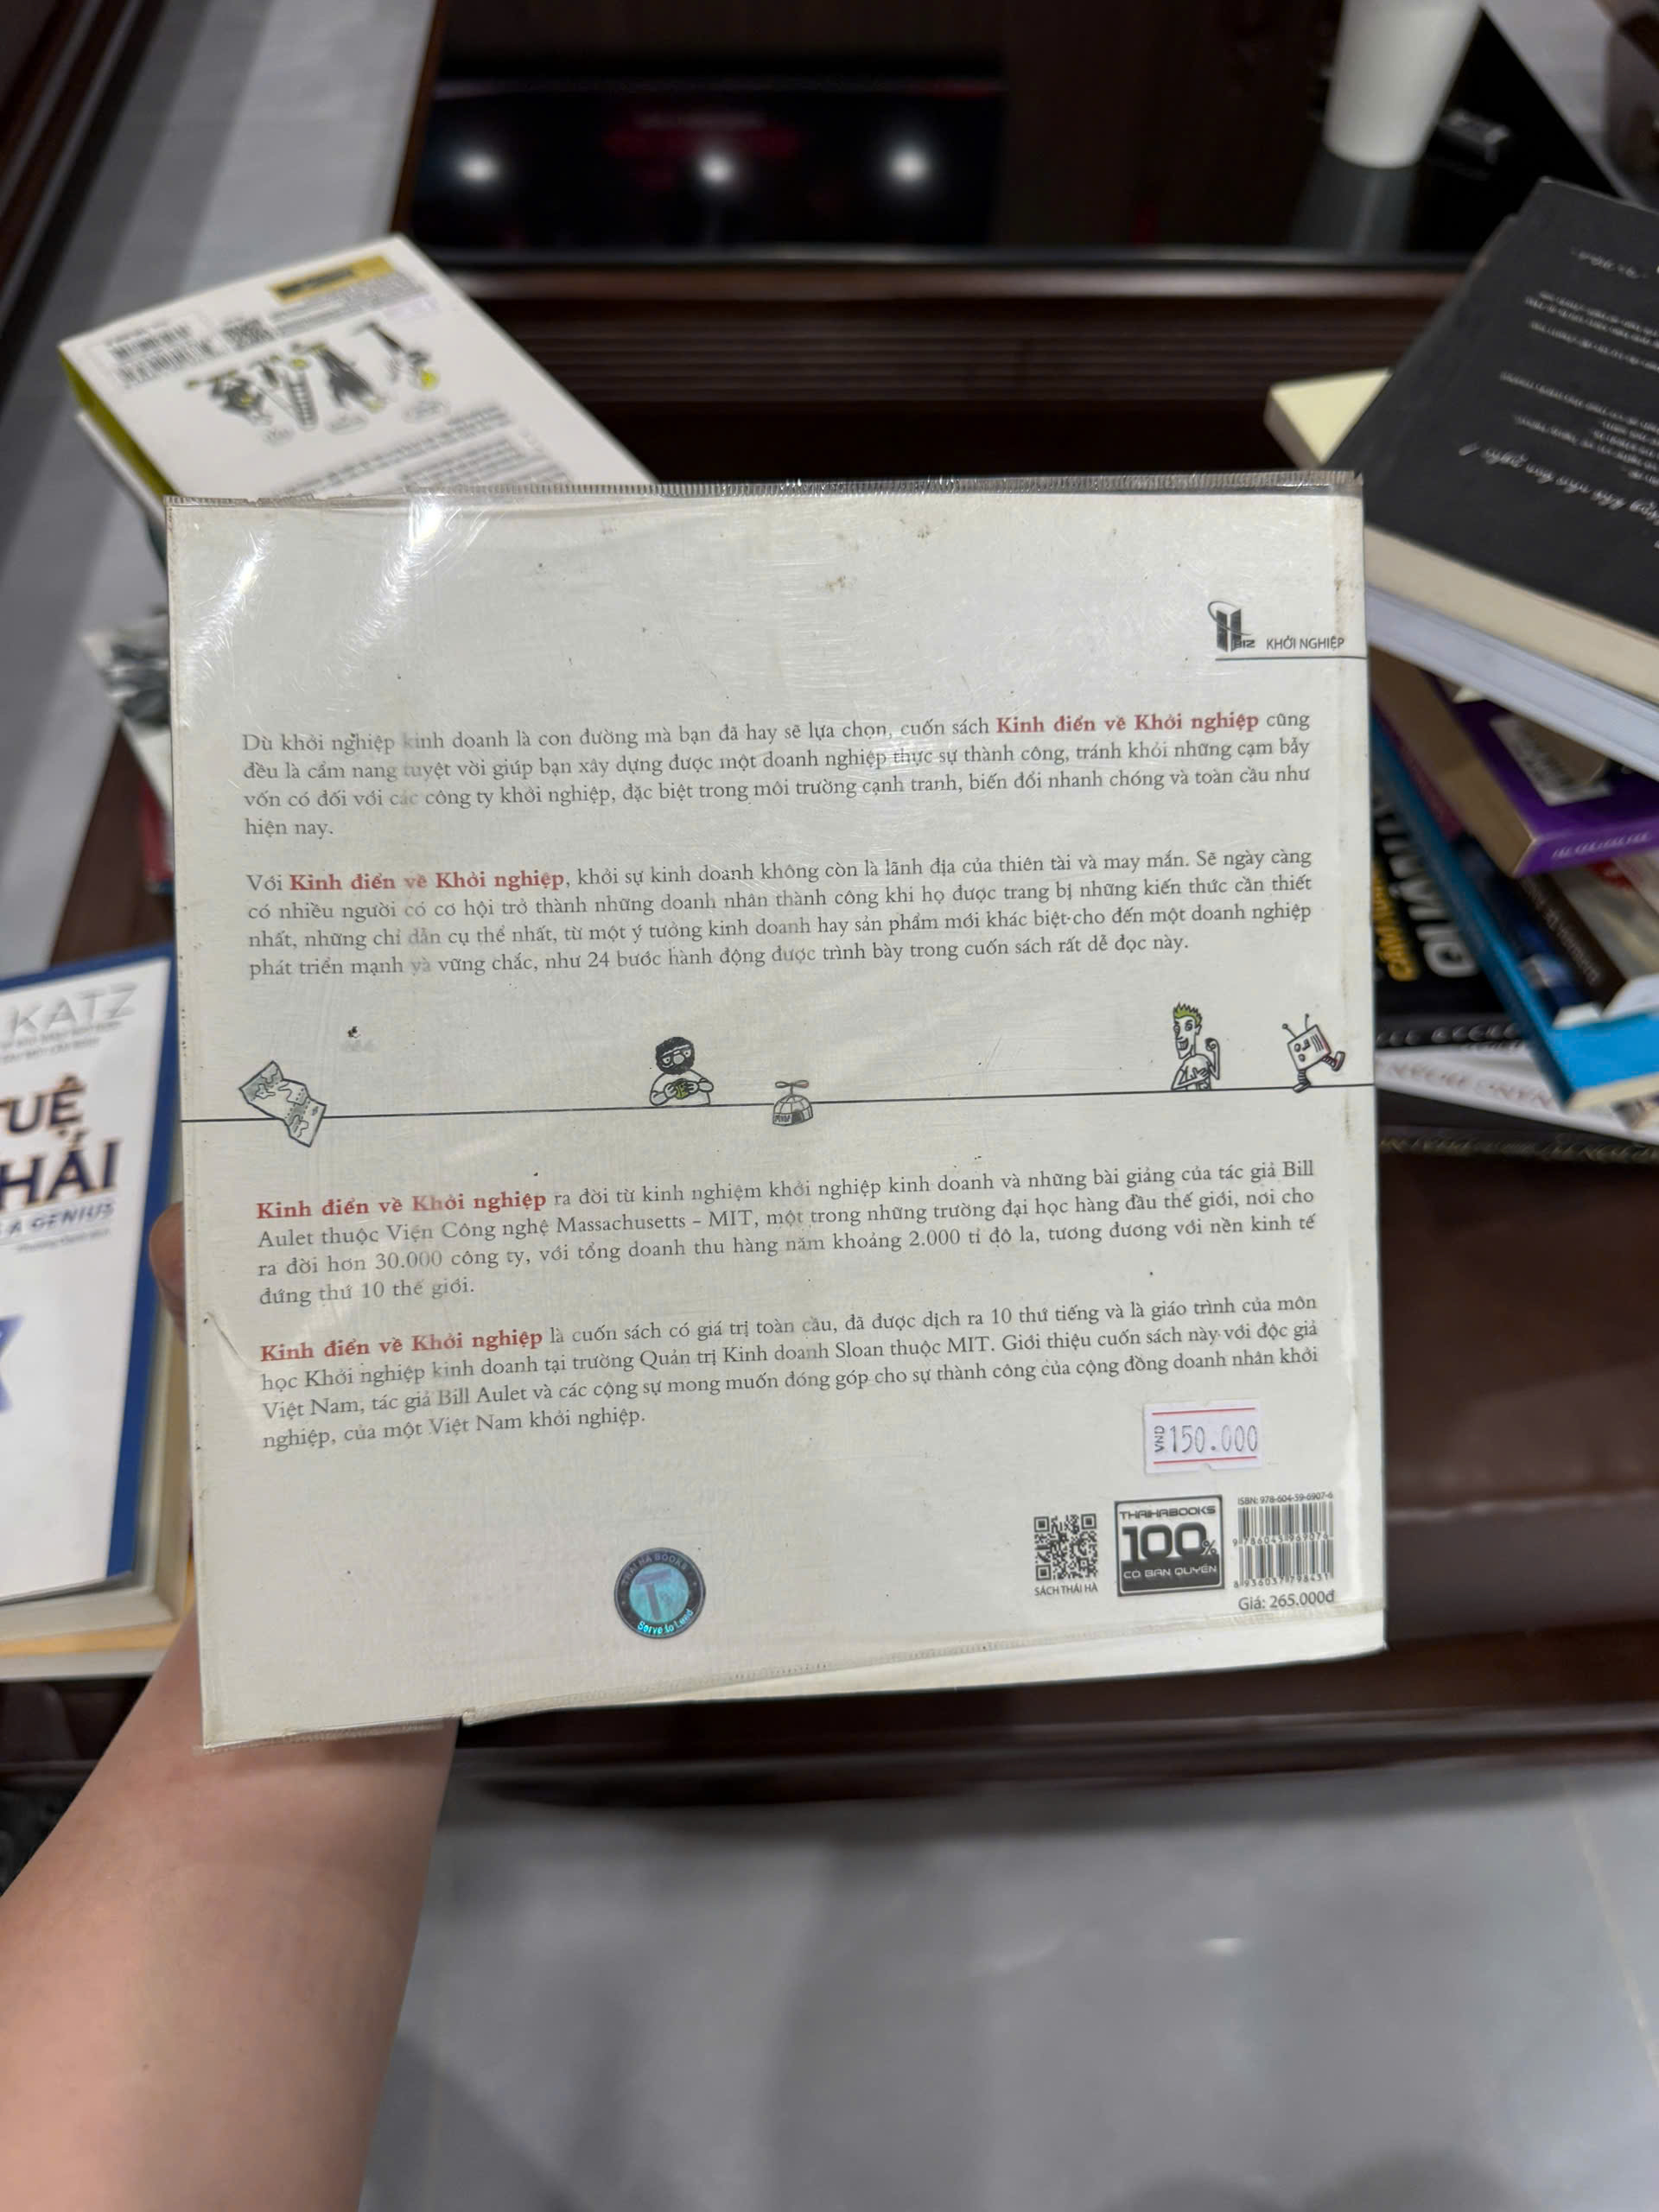 BIZ KHỞI NGHIỆP
Dù khởi nghiệp kinh doanh là con đường mà bạn đã hay sẽ lựa chọn, cuốn sách Kinh điển về Khởi nghiệp cũng
đều là cẩm nang tuyệt vời giúp bạn xây dựng được một doanh nghiệp thực sự thành công, tránh khỏi những cạm bẫy
vốn có đối với các công ty khởi nghiệp, đặc biệt trong môi trường cạnh tranh, biến đổi nhanh chóng và toàn cầu như
hiện nay.
Với Kinh điển về Khởi nghiệp, khởi sự kinh doanh không còn là lãnh địa của thiên tài và may mắn. Sẽ ngày càng
có nhiều người có cơ hội trở thành những doanh nhân thành công khi họ được trang bị những kiến thức cần thiết
nhất, những chỉ dẫn cụ thể nhất, từ một ý tưởng kinh doanh hay sản phẩm mới khác biệt cho đến một doanh nghiệp
phát triển mạnh và vững chắc, như 24 bước hành động được trình bày trong cuốn sách rất dễ đọc này.
Kinh điển về Khởi nghiệp ra đời từ kinh nghiệm khởi nghiệp kinh doanh và những bài giảng của tác giả Bill
Aulet thuộc Viện Công nghệ Massachusetts – MIT, một trong những trường đại học hàng đầu thế giới, nơi cho
ra đời hơn 30.000 công ty, với tổng doanh thu hàng năm khoảng 2.000 tỉ đô la, tương đương với nền kinh tế
đứng thứ 10 thế giới.
Kinh điển về Khởi nghiệp là cuốn sách có giá trị toàn cầu, đã được dịch ra 10 thứ tiếng và là giáo trình của môn
học Khởi nghiệp kinh doanh tại trường Quản trị Kinh doanh Sloan thuộc MIT. Giới thiệu cuốn sách này với độc giả
Việt Nam, tác giả Bill Aulet và các cộng sự mong muốn đóng góp cho sự thành công của cộng đồng doanh nhân khởi
nghiệp, của một Việt Nam khởi nghiệp.
VND 150.000
ISBN: 978-604-59-6907-6
THAIHABOOKS
100%
CÓ BẢN QUYỀN
SÁCH THÁI HÀ
Giá: 265.000đ
THAI HA BOOKS
Serve to Lead
KATZ
TUỆ
HẢI
A GENIUS